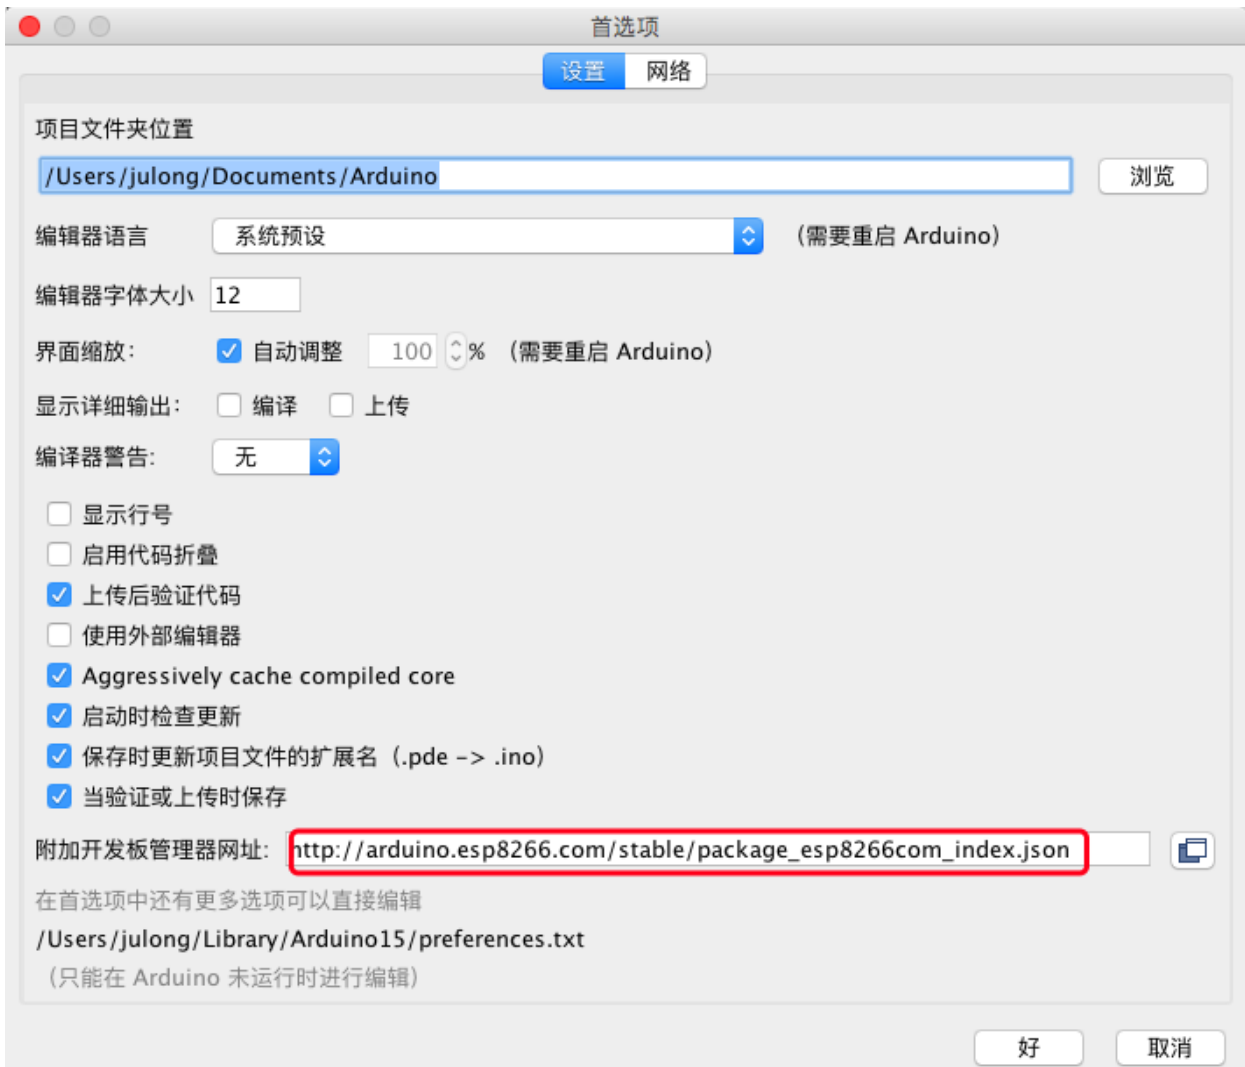 首选项
设置 网络
项目文件夹位置
/Users/julong/Documents/Arduino 浏览
编辑器语言 系统预设 （需要重启 Arduino）
编辑器字体大小 12
界面缩放： 自动调整 100 % （需要重启 Arduino）
显示详细输出： 编译 上传
编译器警告: 无
显示行号
启用代码折叠
上传后验证代码
使用外部编辑器
Aggressively cache compiled core
启动时检查更新
保存时更新项目文件的扩展名（.pde -> .ino）
当验证或上传时保存
附加开发板管理器网址: http://arduino.esp8266.com/stable/package_esp8266com_index.json
在首选项中还有更多选项可以直接编辑
/Users/julong/Library/Arduino15/preferences.txt
（只能在 Arduino 未运行时进行编辑）
好 取消